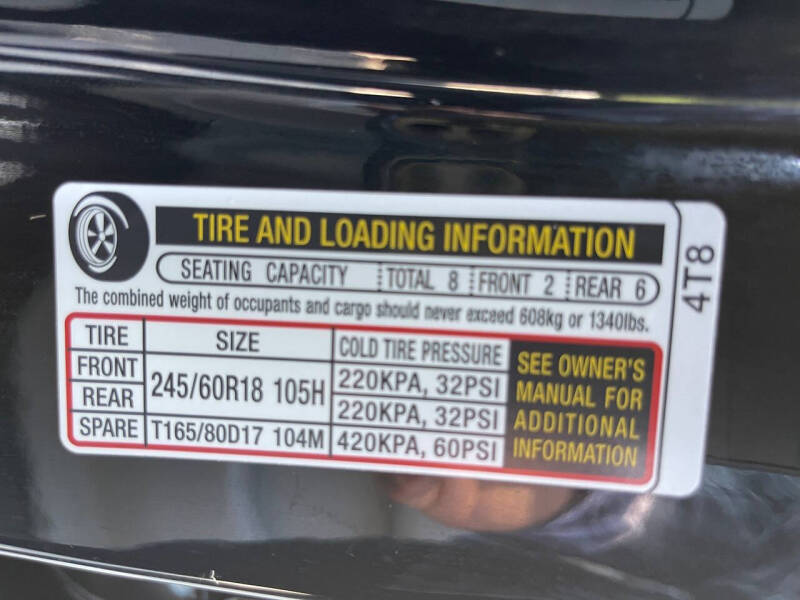 TIRE AND LOADING INFORMATION
SEATING CAPACITY TOTAL 8 FRONT 2 REAR 6
The combined weight of occupants and cargo should never exceed 608kg or 1340lbs.
TIRE SIZE COLD TIRE PRESSURE
FRONT 245/60R18 105H 220KPA, 32PSI
REAR 220KPA, 32PSI
SPARE T165/80D17 104M 420KPA, 60PSI
SEE OWNER'S
MANUAL FOR
ADDITIONAL
INFORMATION
4T8